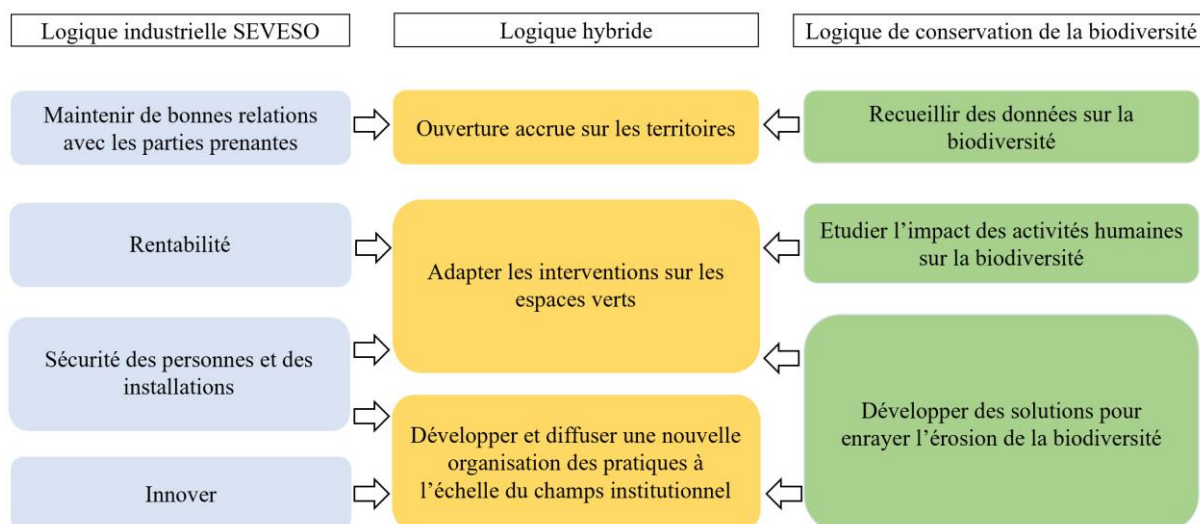 Logique industrielle SEVESO
Logique hybride
Logique de conservation de la biodiversité
Maintenir de bonnes relations
avec les parties prenantes
Ouverture accrue sur les territoires
Recueillir des données sur la
biodiversité
Rentabilité
Adapter les interventions sur les
espaces verts
Etudier l’impact des activités humaines
sur la biodiversité
Sécurité des personnes et des
installations
Développer et diffuser une nouvelle
organisation des pratiques à
l’échelle du champs institutionnel
Développer des solutions pour
enrayer l’érosion de la biodiversité
Innover